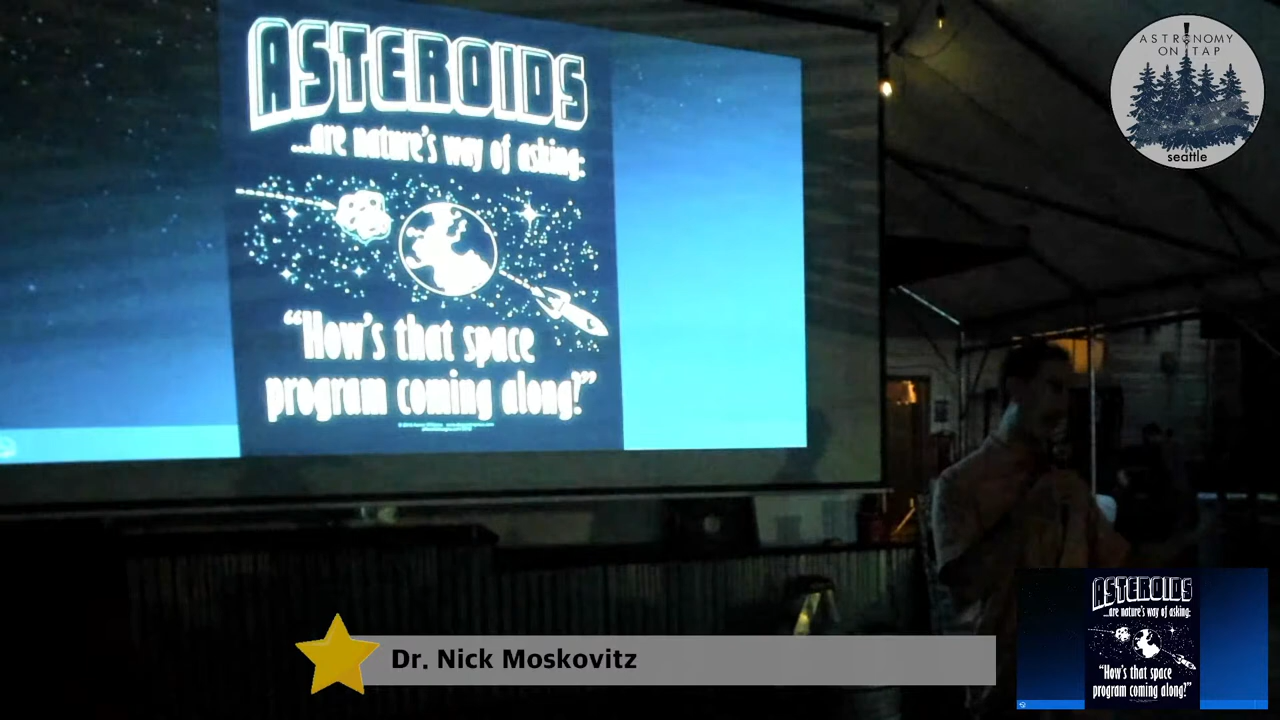 ASTEROIDS
...are nature's way of asking:
"How's that space
program coming along?"
ASTRONOMY
ON TAP
seattle
Dr. Nick Moskovitz
ASTEROIDS
...are nature's way of asking:
"How's that space
program coming along?"